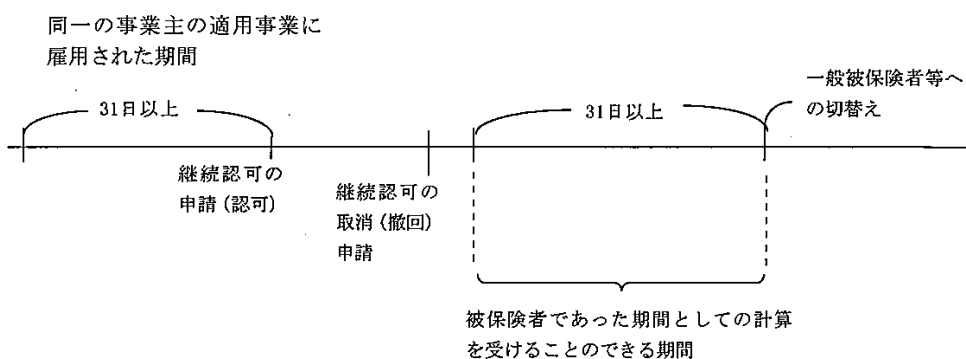 同一の事業主の適用事業に
雇用された期間
31日以上
31日以上
一般被保険者等へ
の切替え
継続認可の
申請(認可)
継続認可の
取消(撤回)
申請
被保険者であった期間としての計算
を受けることのできる期間